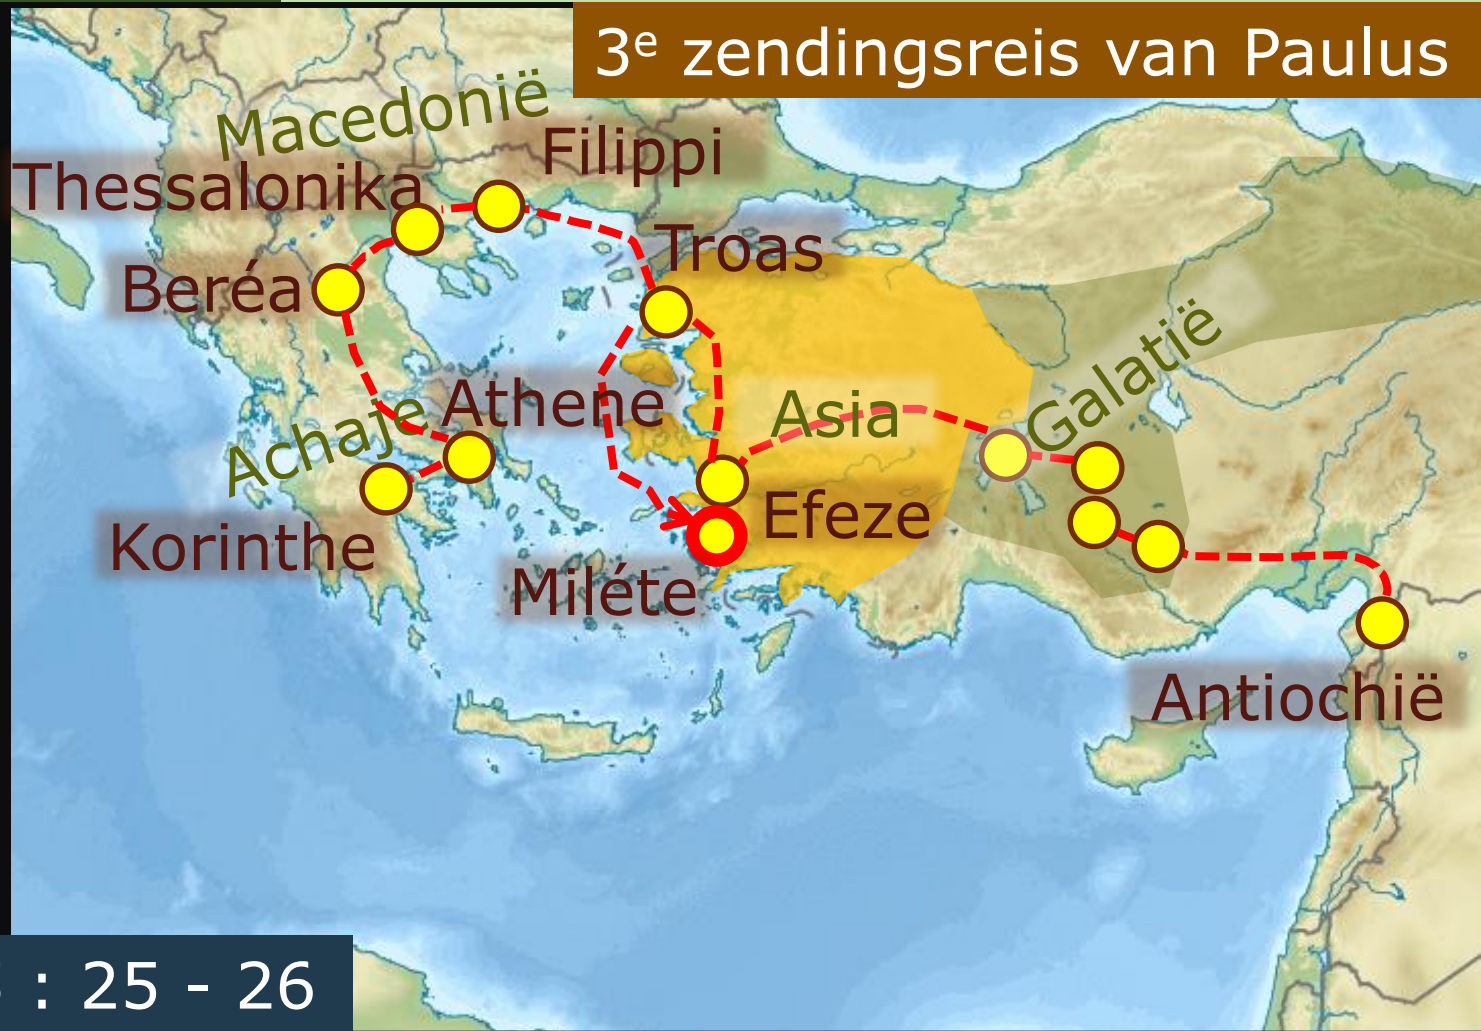 3e zendingsreis van Paulus
Macedonië
Filippi
Thessalonika
Troas
Beréa
Galatië
Athene
Asia
Achaje
Efeze
Korinthe
Miléte
Antiochië
: 25 - 26